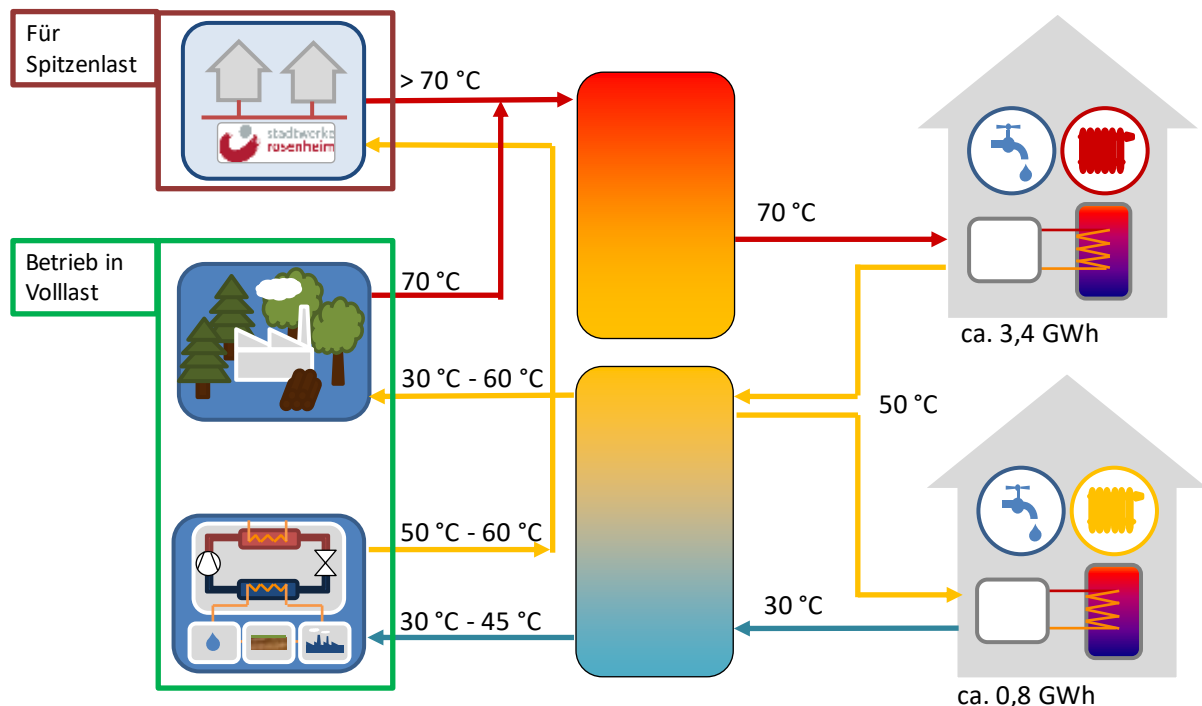 Für
Spitzenlast
stadtwerke
rosenheim
> 70 °C
70 °C
ca. 3,4 GWh
Betrieb in
Volllast
70 °C
30 °C - 60 °C
50 °C
50 °C - 60 °C
30 °C - 45 °C
30 °C
ca. 0,8 GWh